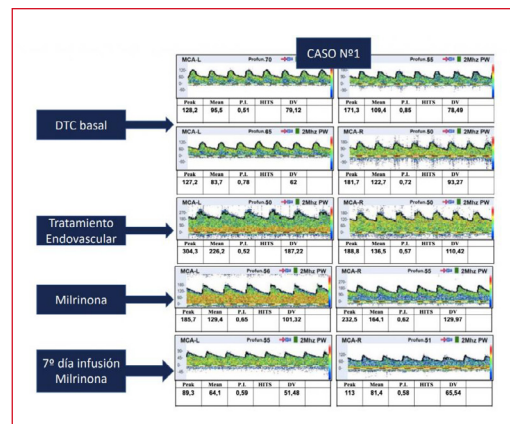 CASO Nº1
DTC basal
MCA-L Profun.70 2Mhz PW
Peak Mean P.I. HITS DV
128,2 95,5 0,51 79,12
Profun.55 2Mhz PW
Peak Mean P.I. HITS DV
171,3 109,4 0,85 78,49
MCA-L Profun.65 2Mhz PW
Peak Mean P.I. HITS DV
127,2 83,7 0,78 62
MCA-R Profun.50 2Mhz PW
Peak Mean P.I. HITS DV
181,7 122,7 0,72 93,27
Tratamiento
Endovascular
MCA-L Profun.50 2Mhz PW
Peak Mean P.I. HITS DV
304,3 226,2 0,52 187,22
MCA-R Profun.50 2Mhz PW
Peak Mean P.I. HITS DV
188,8 136,5 0,57 110,42
Milrinona
MCA-L Profun.56 2Mhz PW
Peak Mean P.I. HITS DV
185,7 129,4 0,65 101,32
MCA-R Profun.55 2Mhz PW
Peak Mean P.I. HITS DV
232,5 164,1 0,62 129,97
7º día infusión
Milrinona
MCA-L Profun.55 2Mhz PW
Peak Mean P.I. HITS DV
89,3 64,1 0,59 51,48
MCA-R Profun.51 2Mhz PW
Peak Mean P.I. HITS DV
113 81,4 0,58 65,54